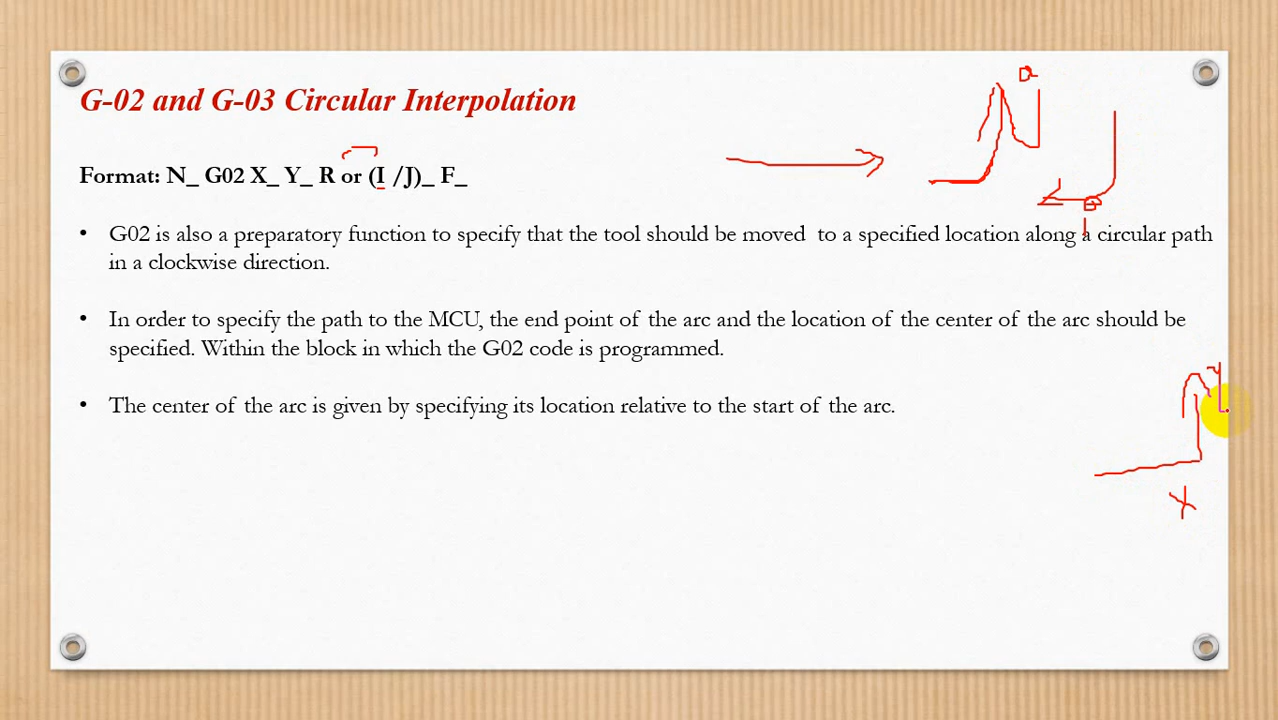 G-02 and G-03 Circular Interpolation
Format: N_ G02 X_ Y_ R or (I /J)_ F_
• G02 is also a preparatory function to specify that the tool should be moved to a specified location along a circular path
in a clockwise direction.
• In order to specify the path to the MCU, the end point of the arc and the location of the center of the arc should be
specified. Within the block in which the G02 code is programmed.
• The center of the arc is given by specifying its location relative to the start of the arc.
X